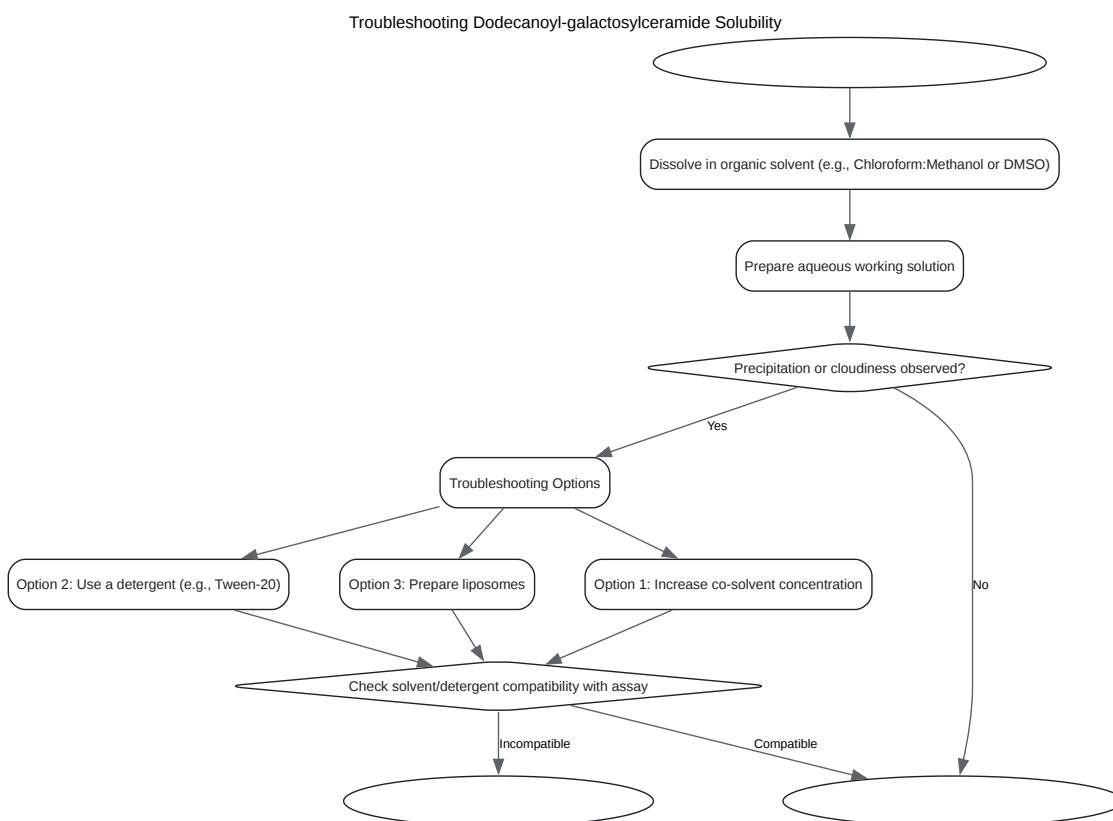 Troubleshooting Dodecanoyl-galactosylceramide Solubility
Dissolve in organic solvent (e.g., Chloroform:Methanol or DMSO)
Prepare aqueous working solution
Precipitation or cloudiness observed?
Yes
Troubleshooting Options
Option 2: Use a detergent (e.g., Tween-20)
Option 3: Prepare liposomes
Option 1: Increase co-solvent concentration
No
Check solvent/detergent compatibility with assay
Incompatible
Compatible